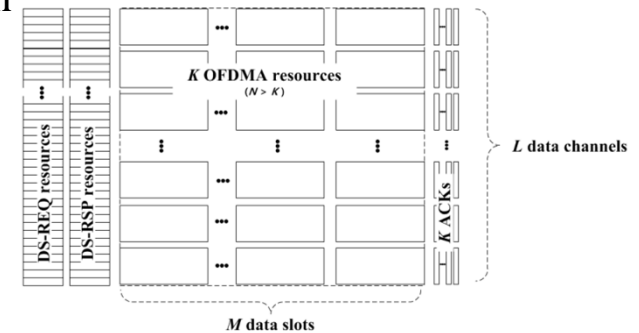 K OFDMA resources
(N > K)
DS-REQ resources
DS-RSP resources
K ACKs
L data channels
M data slots